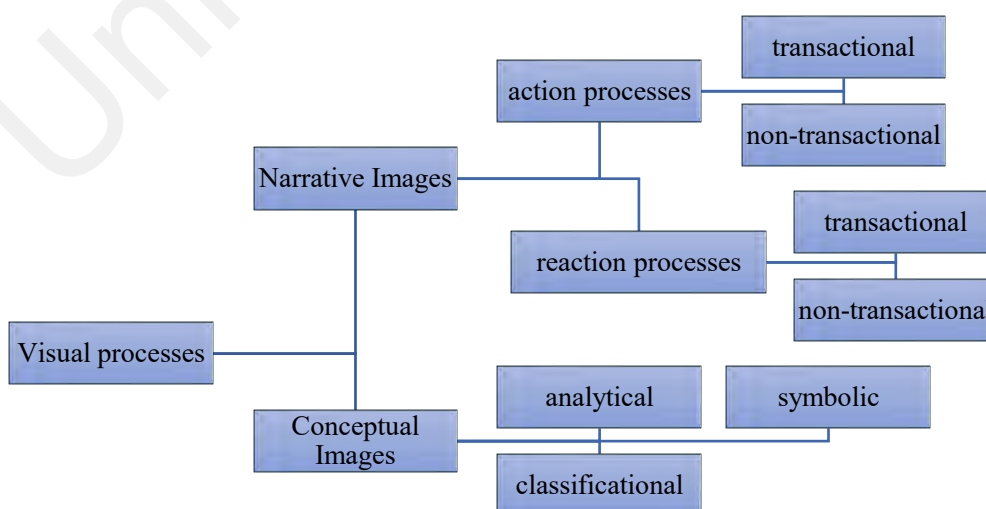 transactional
action processes
non-transactional
Narrative Images
transactional
reaction processes
non-transactiona
Visual processes
analytical
symbolic
Conceptual
Images
classificational
Uni